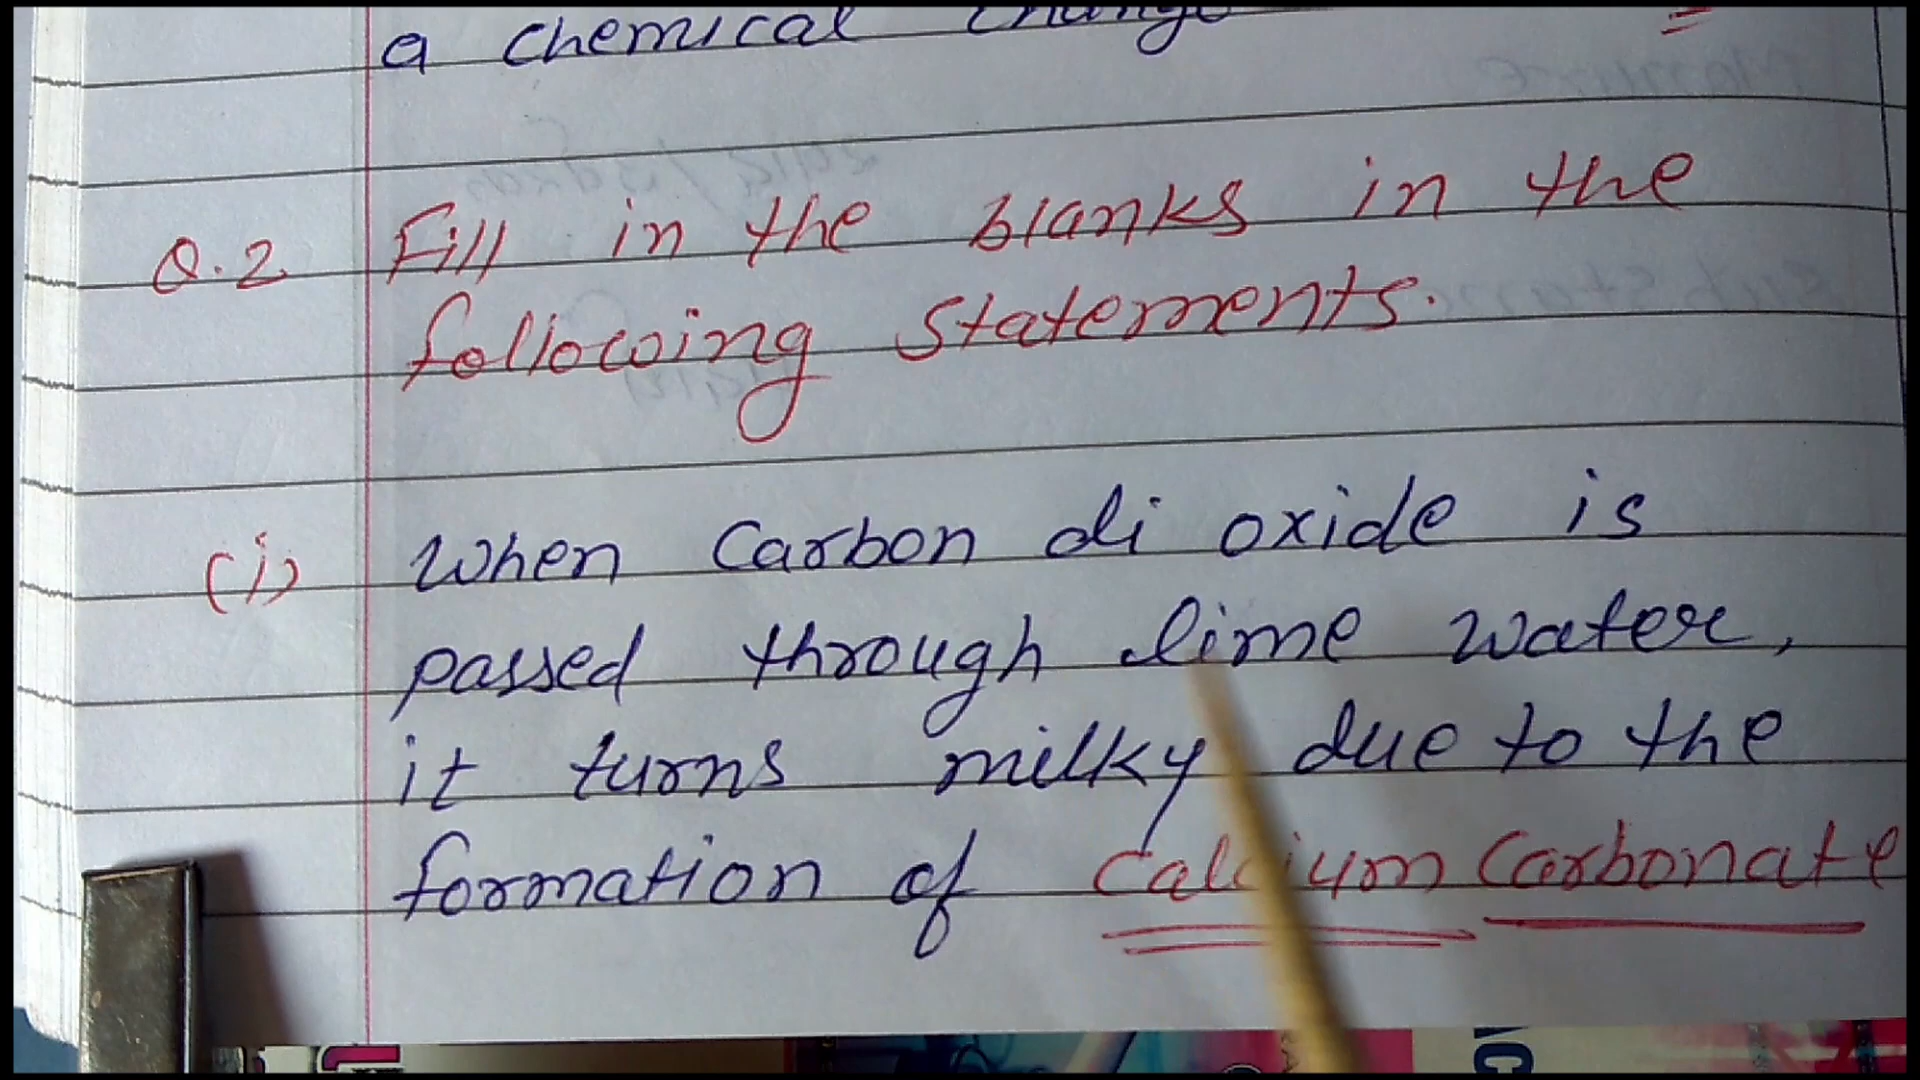 a chemical change
Q.2 Fill in the blanks in the
following statements.
(i) When Carbon di oxide is
passed through lime water,
it turns milky due to the
formation of Calcium Carbonate